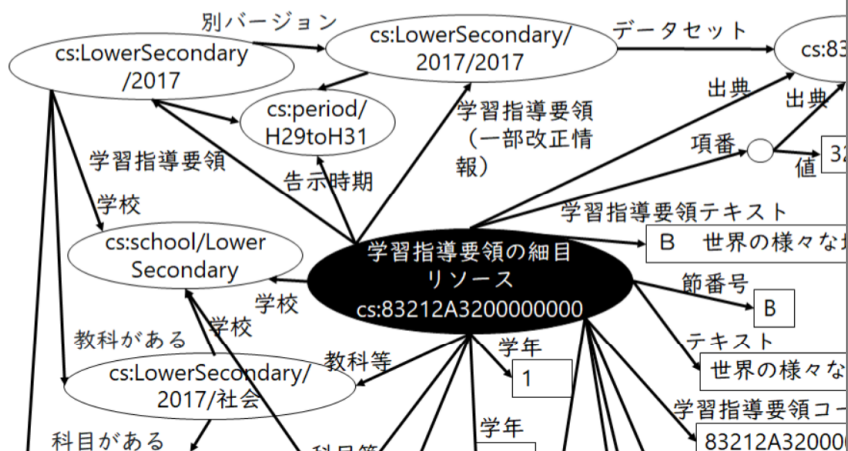 別バージョン
cs:LowerSecondary
/2017
cs:LowerSecondary/
2017/2017
データセット
cs:83
cs:period/
H29toH31
学習指導要領
（一部改正情
報）
出典
出典
項番
値
32
学習指導要領
告示時期
学校
cs:school/Lower
Secondary
学習指導要領の細目
リソース
cs:83212A3200000000
学習指導要領テキスト
B　世界の様々な
節番号
B
学校
学校
教科がある
cs:LowerSecondary/
2017/社会
教科等
学年
1
テキスト
世界の様々な
学習指導要領コー
83212A32000
科目がある
科目等
学年